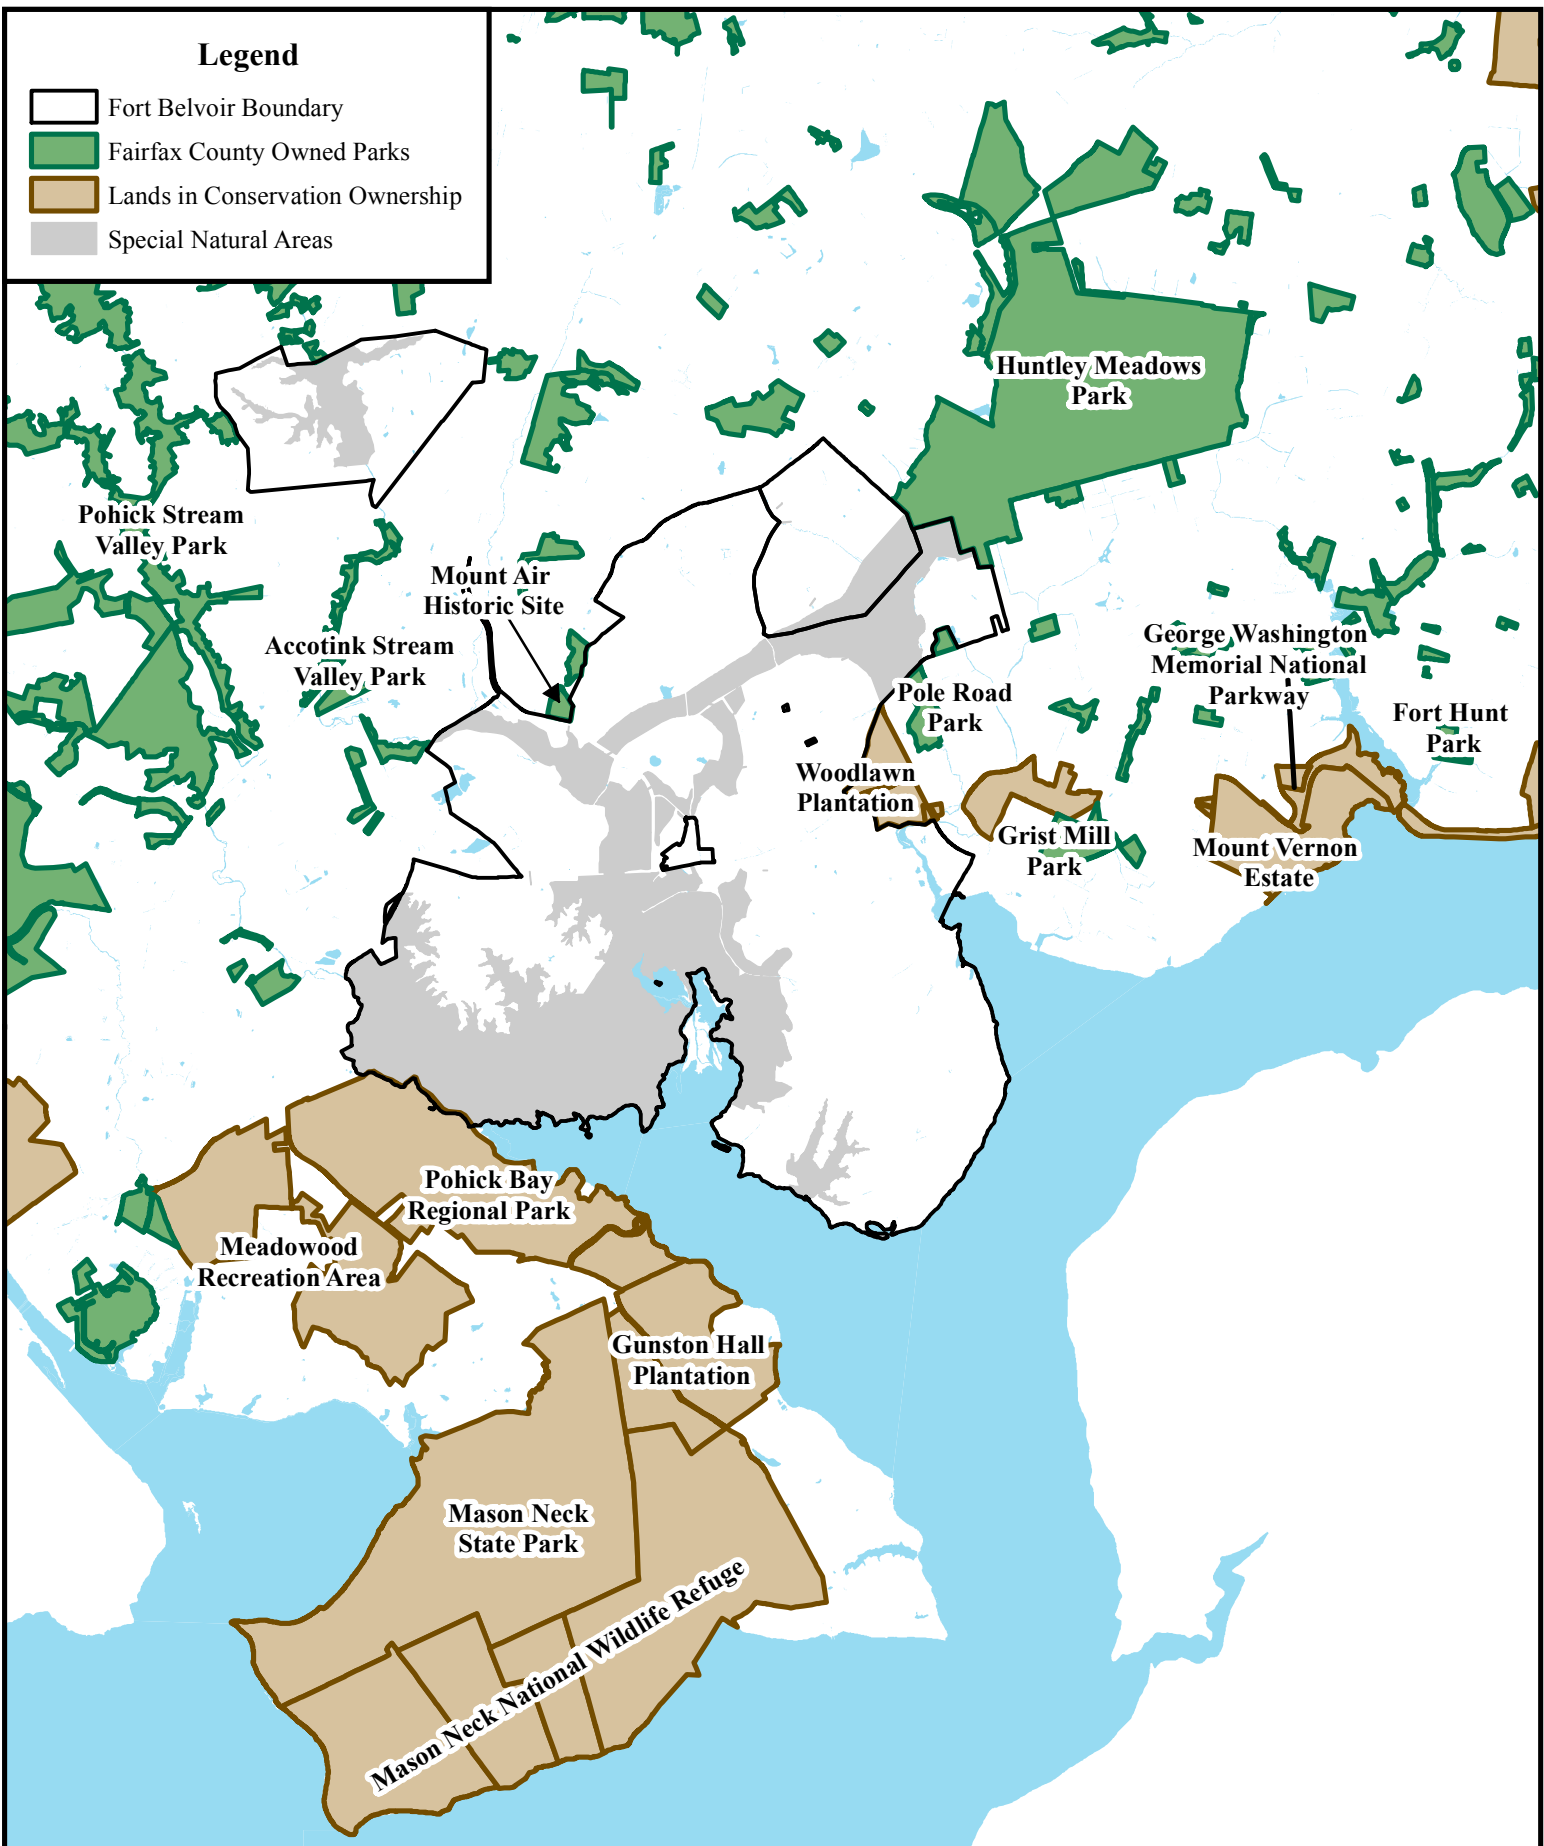 Legend
Fort Belvoir Boundary
Fairfax County Owned Parks
Lands in Conservation Ownership
Special Natural Areas
Huntley Meadows
Park
Pohick Stream
Valley Park
Mount Air
Historic Site
Accotink Stream
Valley Park
George Washington
Memorial National
Parkway
Pole Road
Park
Fort Hunt
Park
Woodlawn
Plantation
Grist Mill
Park
Mount Vernon
Estate
Pohick Bay
Regional Park
Meadowood
Recreation Area
Gunston Hall
Plantation
Mason Neck
State Park
Mason Neck National Wildlife Refuge